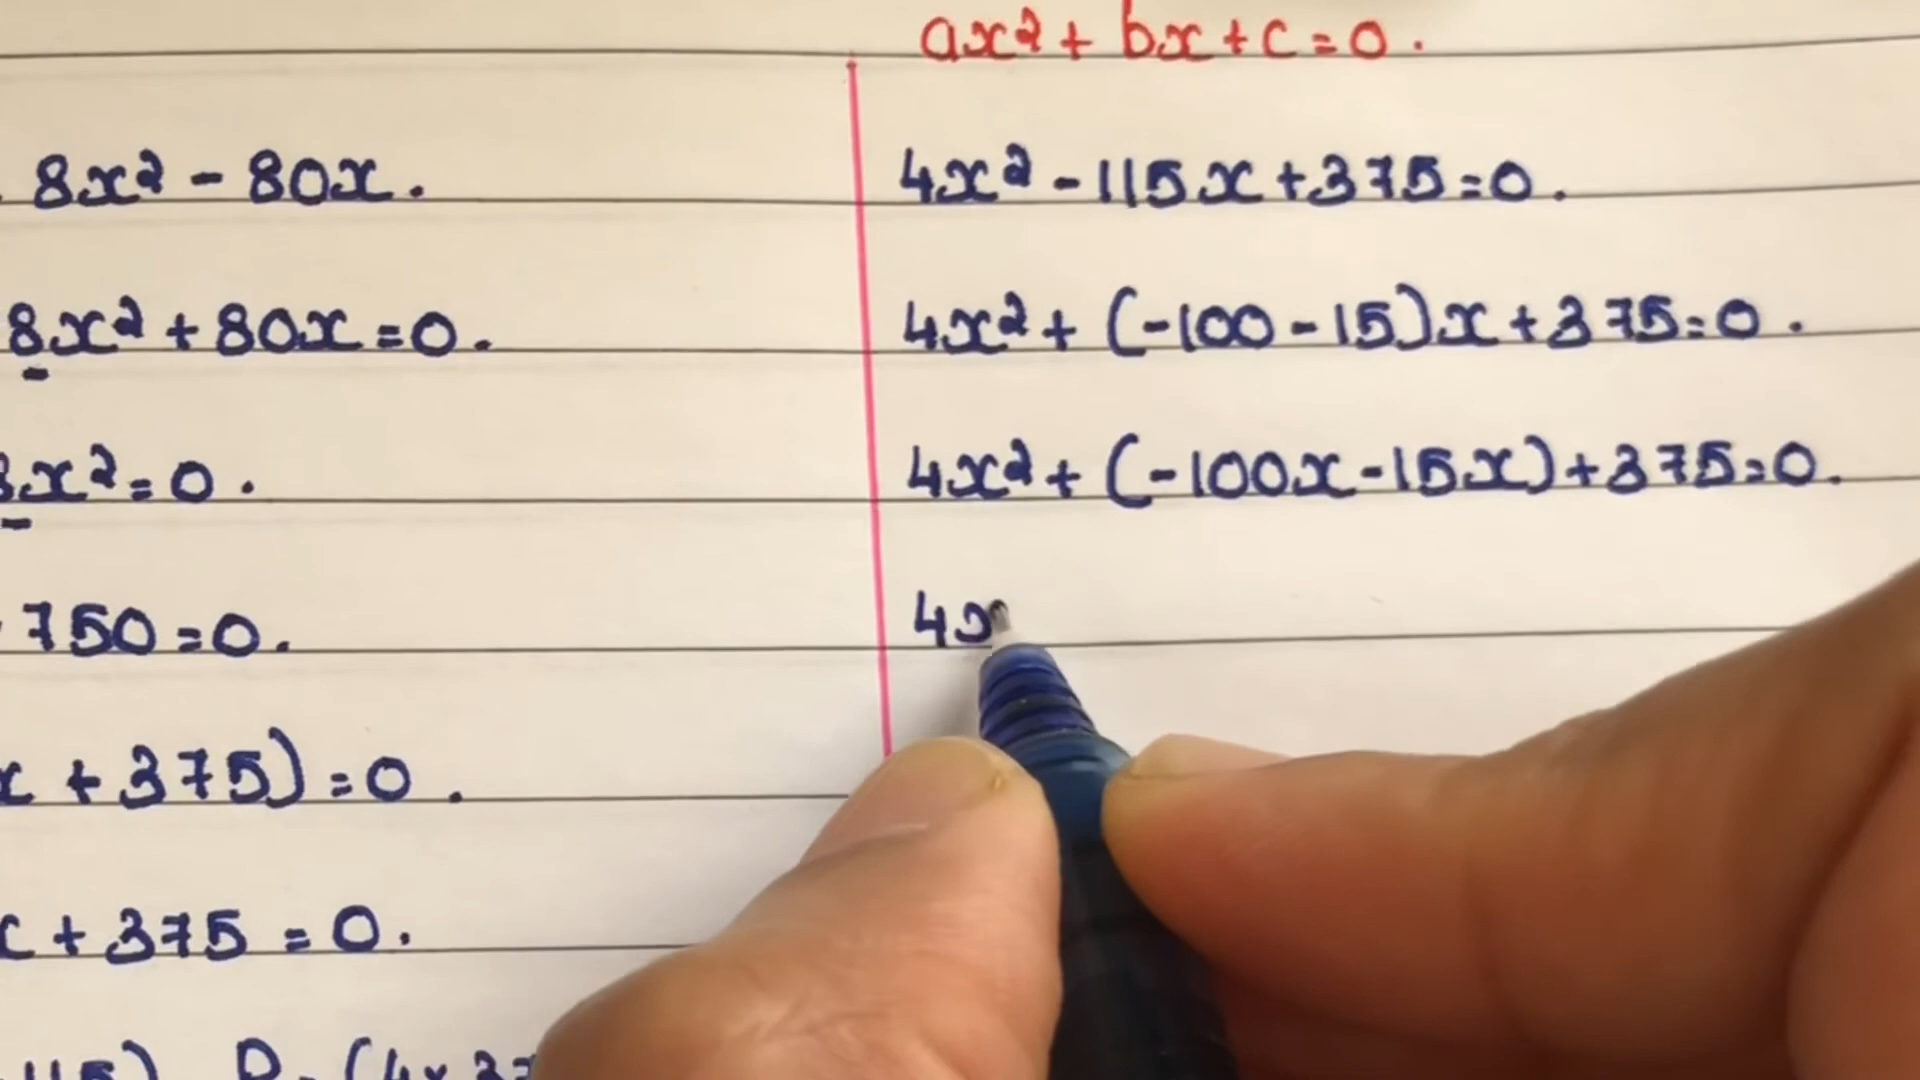 ax² + bx + c = 0.
8x² - 80x.
8x² + 80x = 0.
x² = 0.
750 = 0.
x + 375) = 0.
x + 375 = 0.
4x² - 115x + 375 = 0.
4x² + (-100 - 15)x + 375 = 0.
4x² + (-100x - 15x) + 375 = 0.
4x